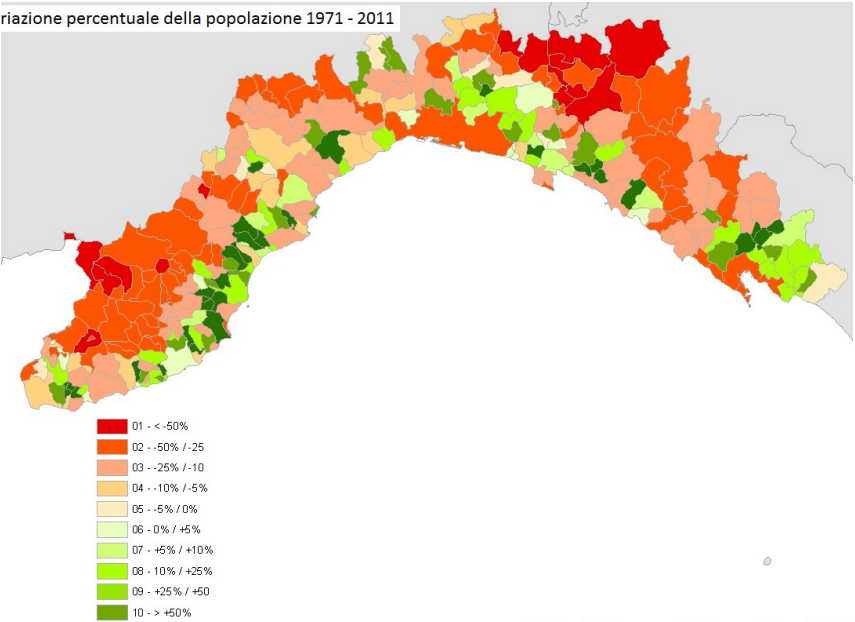 riazione percentuale della popolazione 1971 - 2011
01 - < -50%
02 - -50% / -25
03 - -25% / -10
04 - -10% / -5%
05 - -5% / 0%
06 - 0% / +5%
07 - +5% / +10%
08 - 10% / +25%
09 - +25% / +50
10 - > +50%